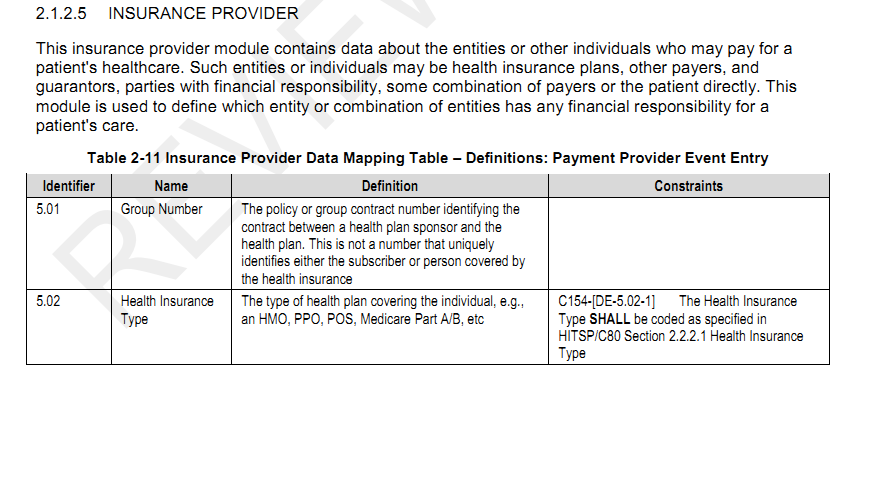 2.1.2.5 INSURANCE PROVIDER
This insurance provider module contains data about the entities or other individuals who may pay for a
patient's healthcare. Such entities or individuals may be health insurance plans, other payers, and
guarantors, parties with financial responsibility, some combination of payers or the patient directly. This
module is used to define which entity or combination of entities has any financial responsibility for a
patient's care.
Table 2-11 Insurance Provider Data Mapping Table – Definitions: Payment Provider Event Entry
Identifier Name Definition Constraints
5.01 Group Number The policy or group contract number identifying the
contract between a health plan sponsor and the
health plan. This is not a number that uniquely
identifies either the subscriber or person covered by
the health insurance
5.02 Health Insurance The type of health plan covering the individual, e.g., C154-[DE-5.02-1] The Health Insurance
Type an HMO, PPO, POS, Medicare Part A/B, etc Type SHALL be coded as specified in
HITSP/C80 Section 2.2.2.1 Health Insurance
Type